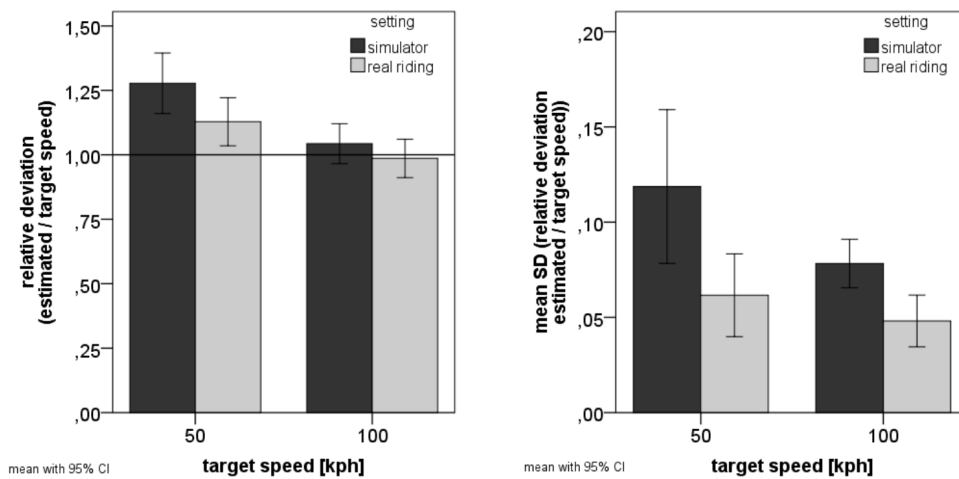 relative deviation
(estimated / target speed)
1,50
1,25
1,00
,75
,50
,25
,00
setting
simulator
real riding
50
100
target speed [kph]
mean with 95% CI
mean SD (relative deviation
estimated / target speed))
,20
,15
,10
,05
,00
setting
simulator
real riding
50
100
target speed [kph]
mean with 95% CI